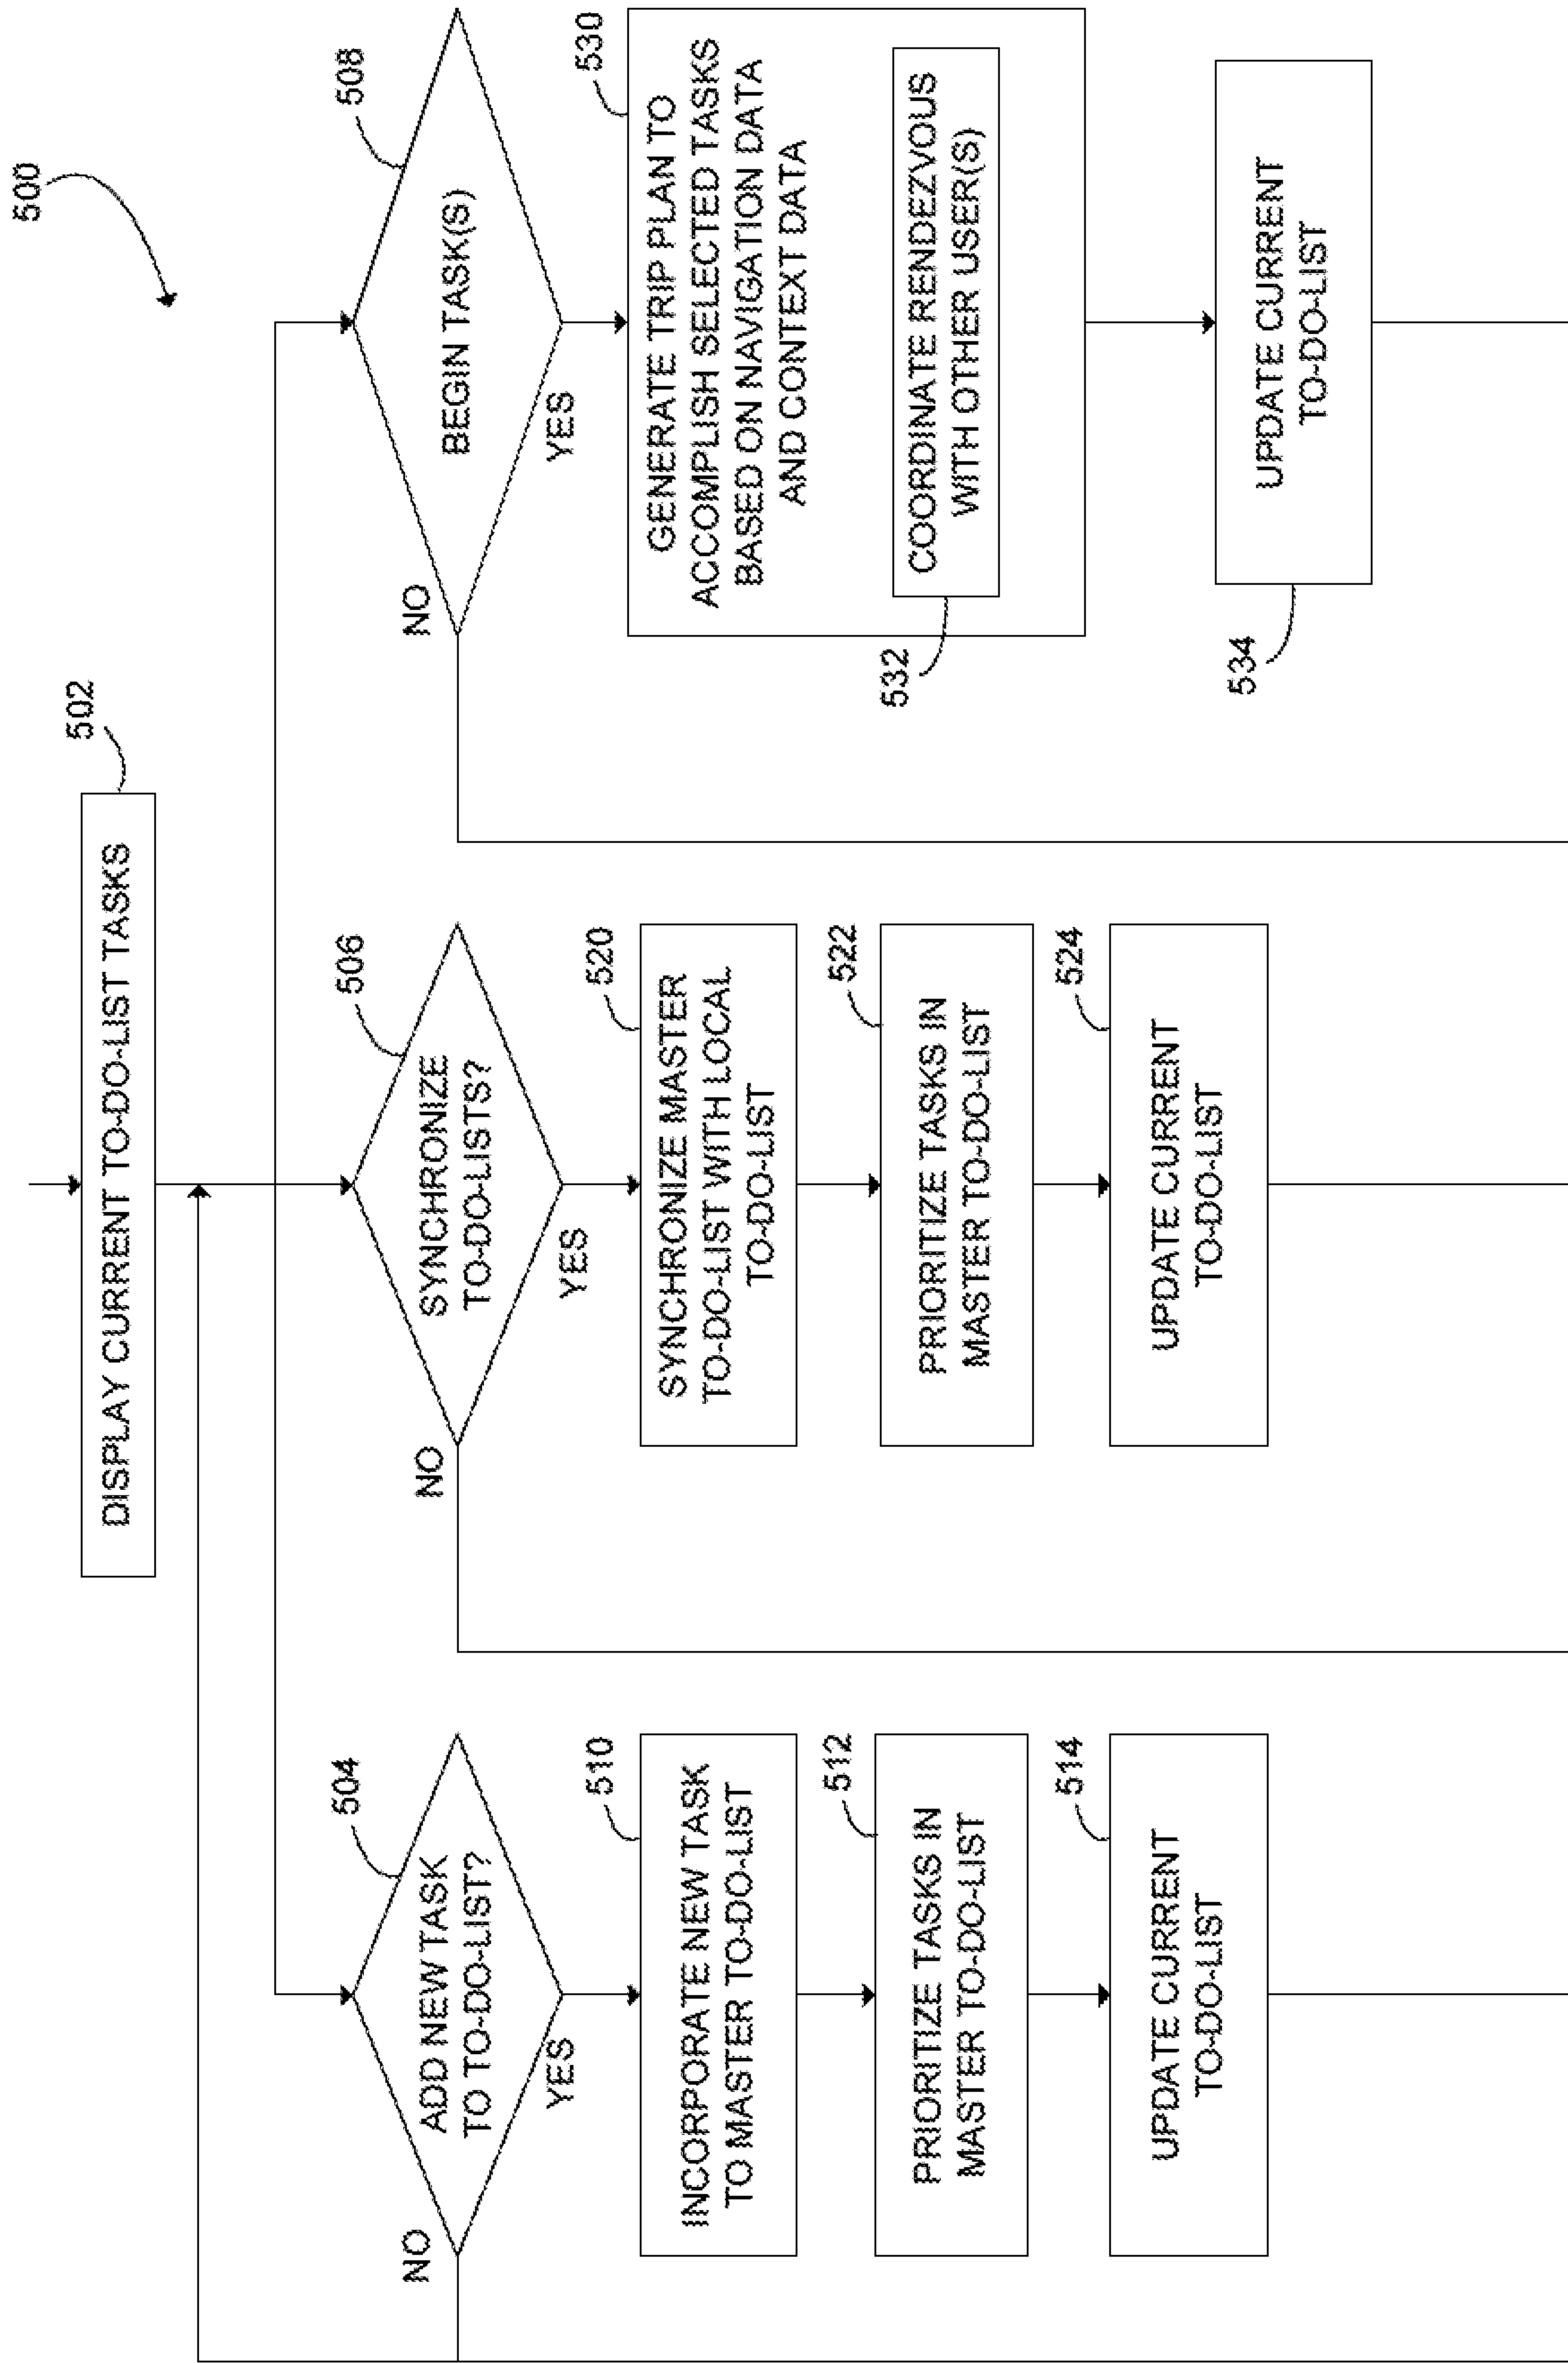 500
502
DISPLAY CURRENT TO-DO-LIST TASKS
504
ADD NEW TASK
TO TO-DO-LIST?
NO
YES
510
INCORPORATE NEW TASK
TO MASTER TO-DO-LIST
512
PRIORITIZE TASKS IN
MASTER TO-DO-LIST
514
UPDATE CURRENT
TO-DO-LIST
506
SYNCHRONIZE
TO-DO-LISTS?
NO
YES
520
SYNCHRONIZE MASTER
TO-DO-LIST WITH LOCAL
TO-DO-LIST
522
PRIORITIZE TASKS IN
MASTER TO-DO-LIST
524
UPDATE CURRENT
TO-DO-LIST
508
BEGIN TASK(S)
NO
YES
530
GENERATE TRIP PLAN TO
ACCOMPLISH SELECTED TASKS
BASED ON NAVIGATION DATA
AND CONTEXT DATA
532
COORDINATE RENDEZVOUS
WITH OTHER USER(S)
534
UPDATE CURRENT
TO-DO-LIST